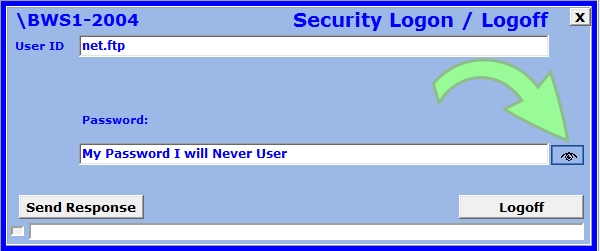 \BWS1-2004 Security Logon / Logoff X
User ID net.ftp
Password:
My Password I will Never User
Send Response Logoff